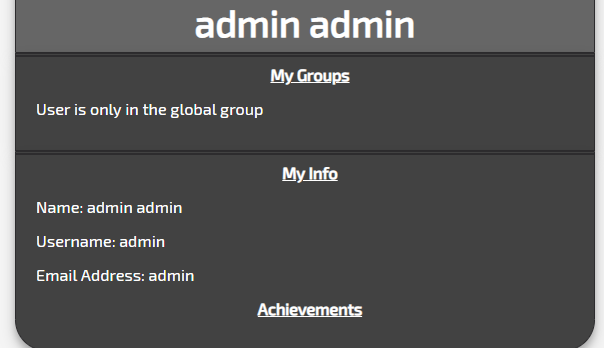 admin admin
My Groups
User is only in the global group
My Info
Name: admin admin
Username: admin
Email Address: admin
Achievements